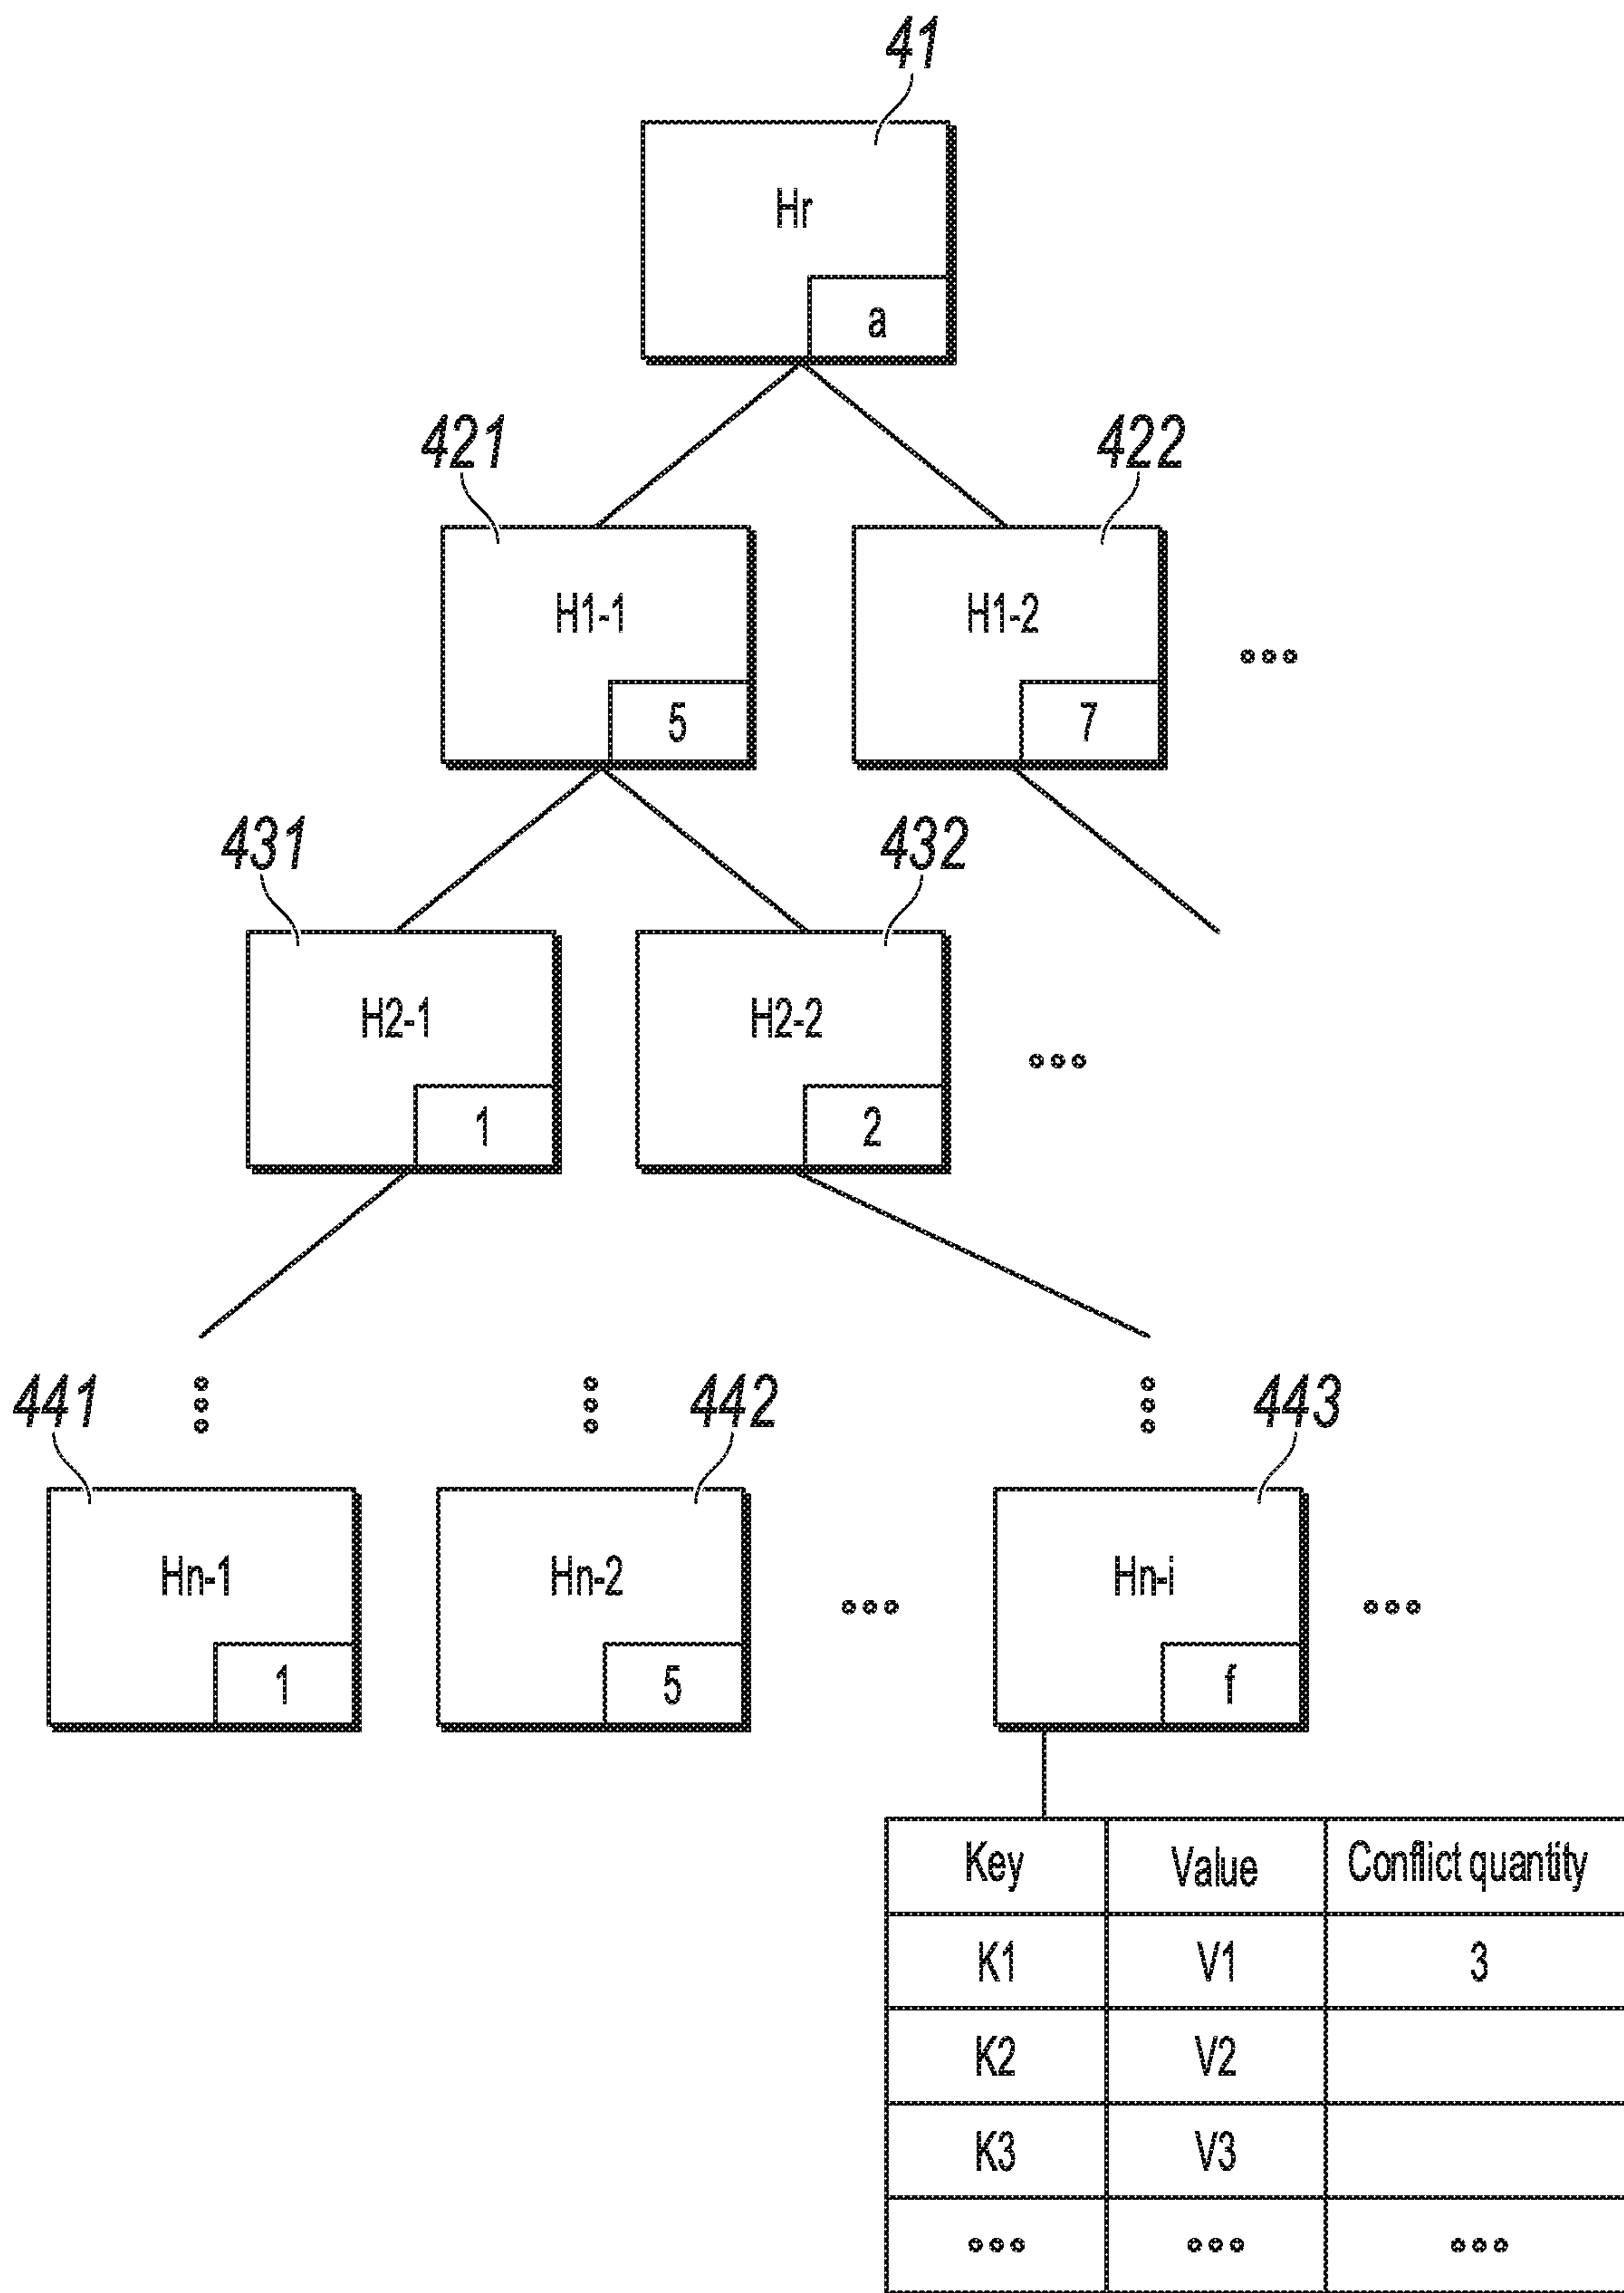 41
Hr
a
421
422
H1-1
H1-2
5
7
431
432
H2-1
H2-2
1
2
441
442
443
Hn-1
Hn-2
Hn-i
1
5
f
Key Value Conflict quantity
K1 V1 3
K2 V2
K3 V3